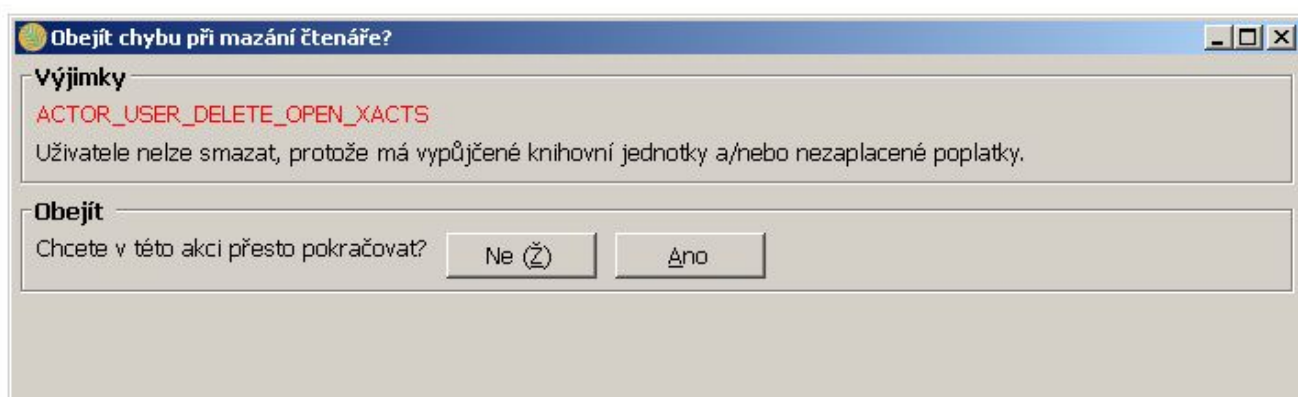 Obejít chybu při mazání čtenáře?
Výjimky
ACTOR_USER_DELETE_OPEN_XACTS
Uživatele nelze smazat, protože má vypůjčené knihovní jednotky a/nebo nezaplacené poplatky.
Obejít
Chcete v této akci přesto pokračovat? Ne (Ž) Ano